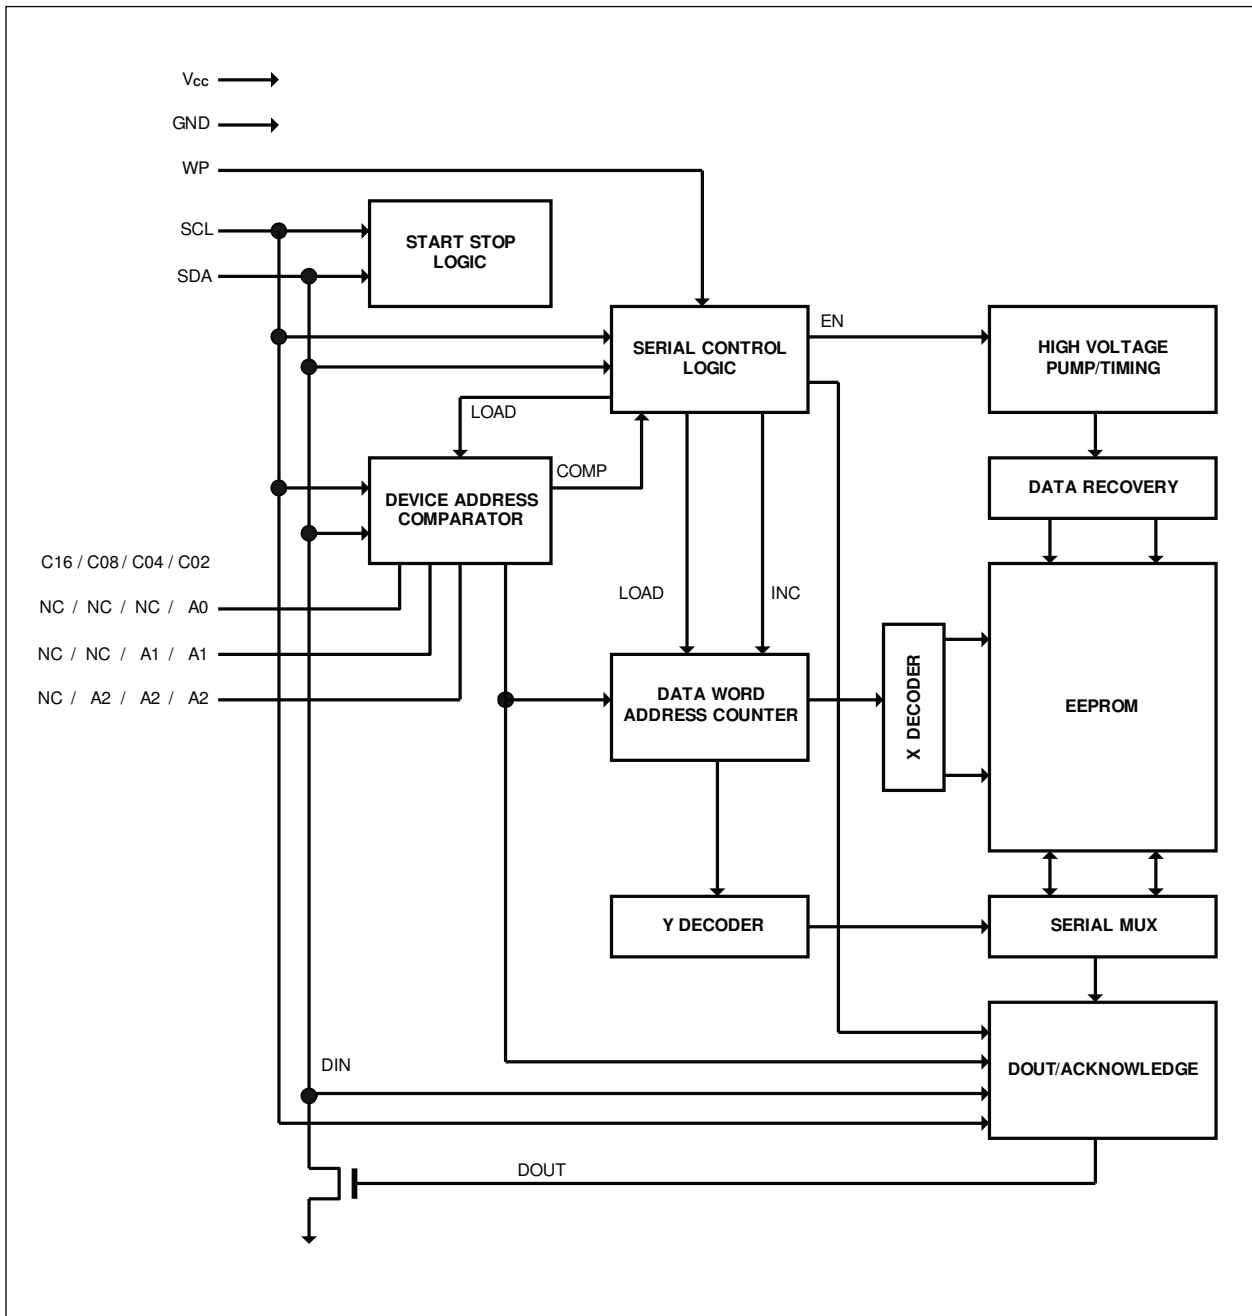 Vcc
GND
WP
SCL
SDA
START STOP
LOGIC
SERIAL CONTROL
LOGIC
EN
HIGH VOLTAGE
PUMP/TIMING
LOAD
COMP
DEVICE ADDRESS
COMPARATOR
DATA RECOVERY
C16 / C08 / C04 / C02
NC / NC / NC / A0
NC / NC / A1 / A1
NC / A2 / A2 / A2
LOAD
INC
DATA WORD
ADDRESS COUNTER
X DECODER
EEPROM
Y DECODER
SERIAL MUX
DIN
DOUT/ACKNOWLEDGE
DOUT